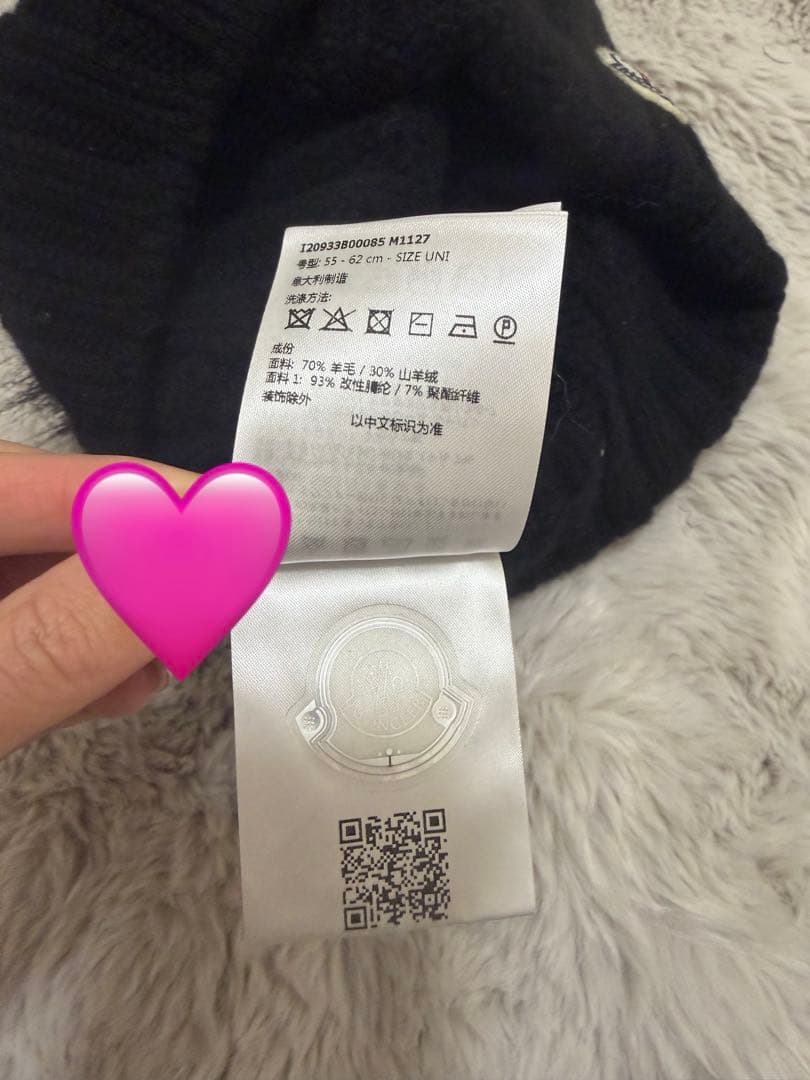 I20933B00085 M1127
号型: 55 - 62 cm - SIZE UNI
意大利制造
洗涤方法:
P
成份
面料: 70% 羊毛 / 30% 山羊绒
面料 1: 93% 改性腈纶 / 7% 聚酯纤维
装饰除外
以中文标识为准